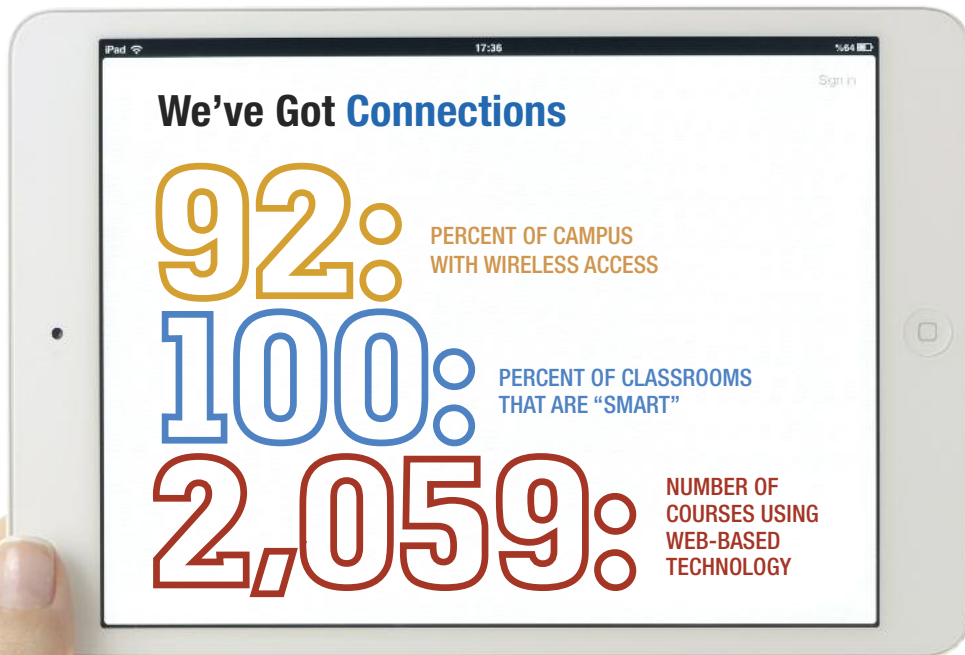 iPad 17:36 %64
Sign in
We’ve Got Connections
92: PERCENT OF CAMPUS
WITH WIRELESS ACCESS
100: PERCENT OF CLASSROOMS
THAT ARE “SMART”
2,059: NUMBER OF
COURSES USING
WEB-BASED
TECHNOLOGY